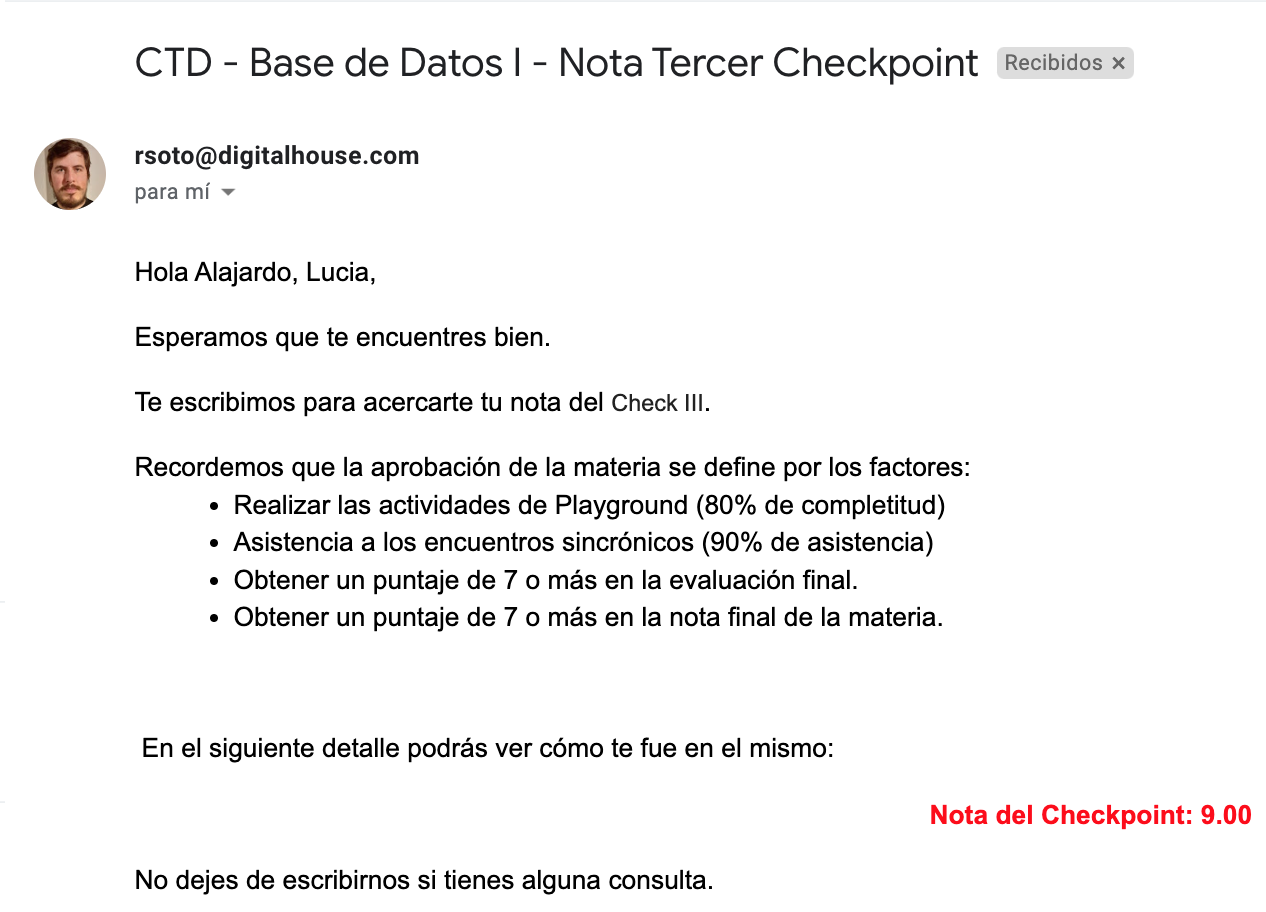 CTD - Base de Datos I - Nota Tercer Checkpoint Recibidos ×
rsoto@digitalhouse.com
para mí
Hola Alajardo, Lucia,
Esperamos que te encuentres bien.
Te escribimos para acercarte tu nota del Check III.
Recordemos que la aprobación de la materia se define por los factores:
• Realizar las actividades de Playground (80% de completitud)
• Asistencia a los encuentros sincrónicos (90% de asistencia)
• Obtener un puntaje de 7 o más en la evaluación final.
• Obtener un puntaje de 7 o más en la nota final de la materia.
En el siguiente detalle podrás ver cómo te fue en el mismo:
Nota del Checkpoint: 9.00
No dejes de escribirnos si tienes alguna consulta.